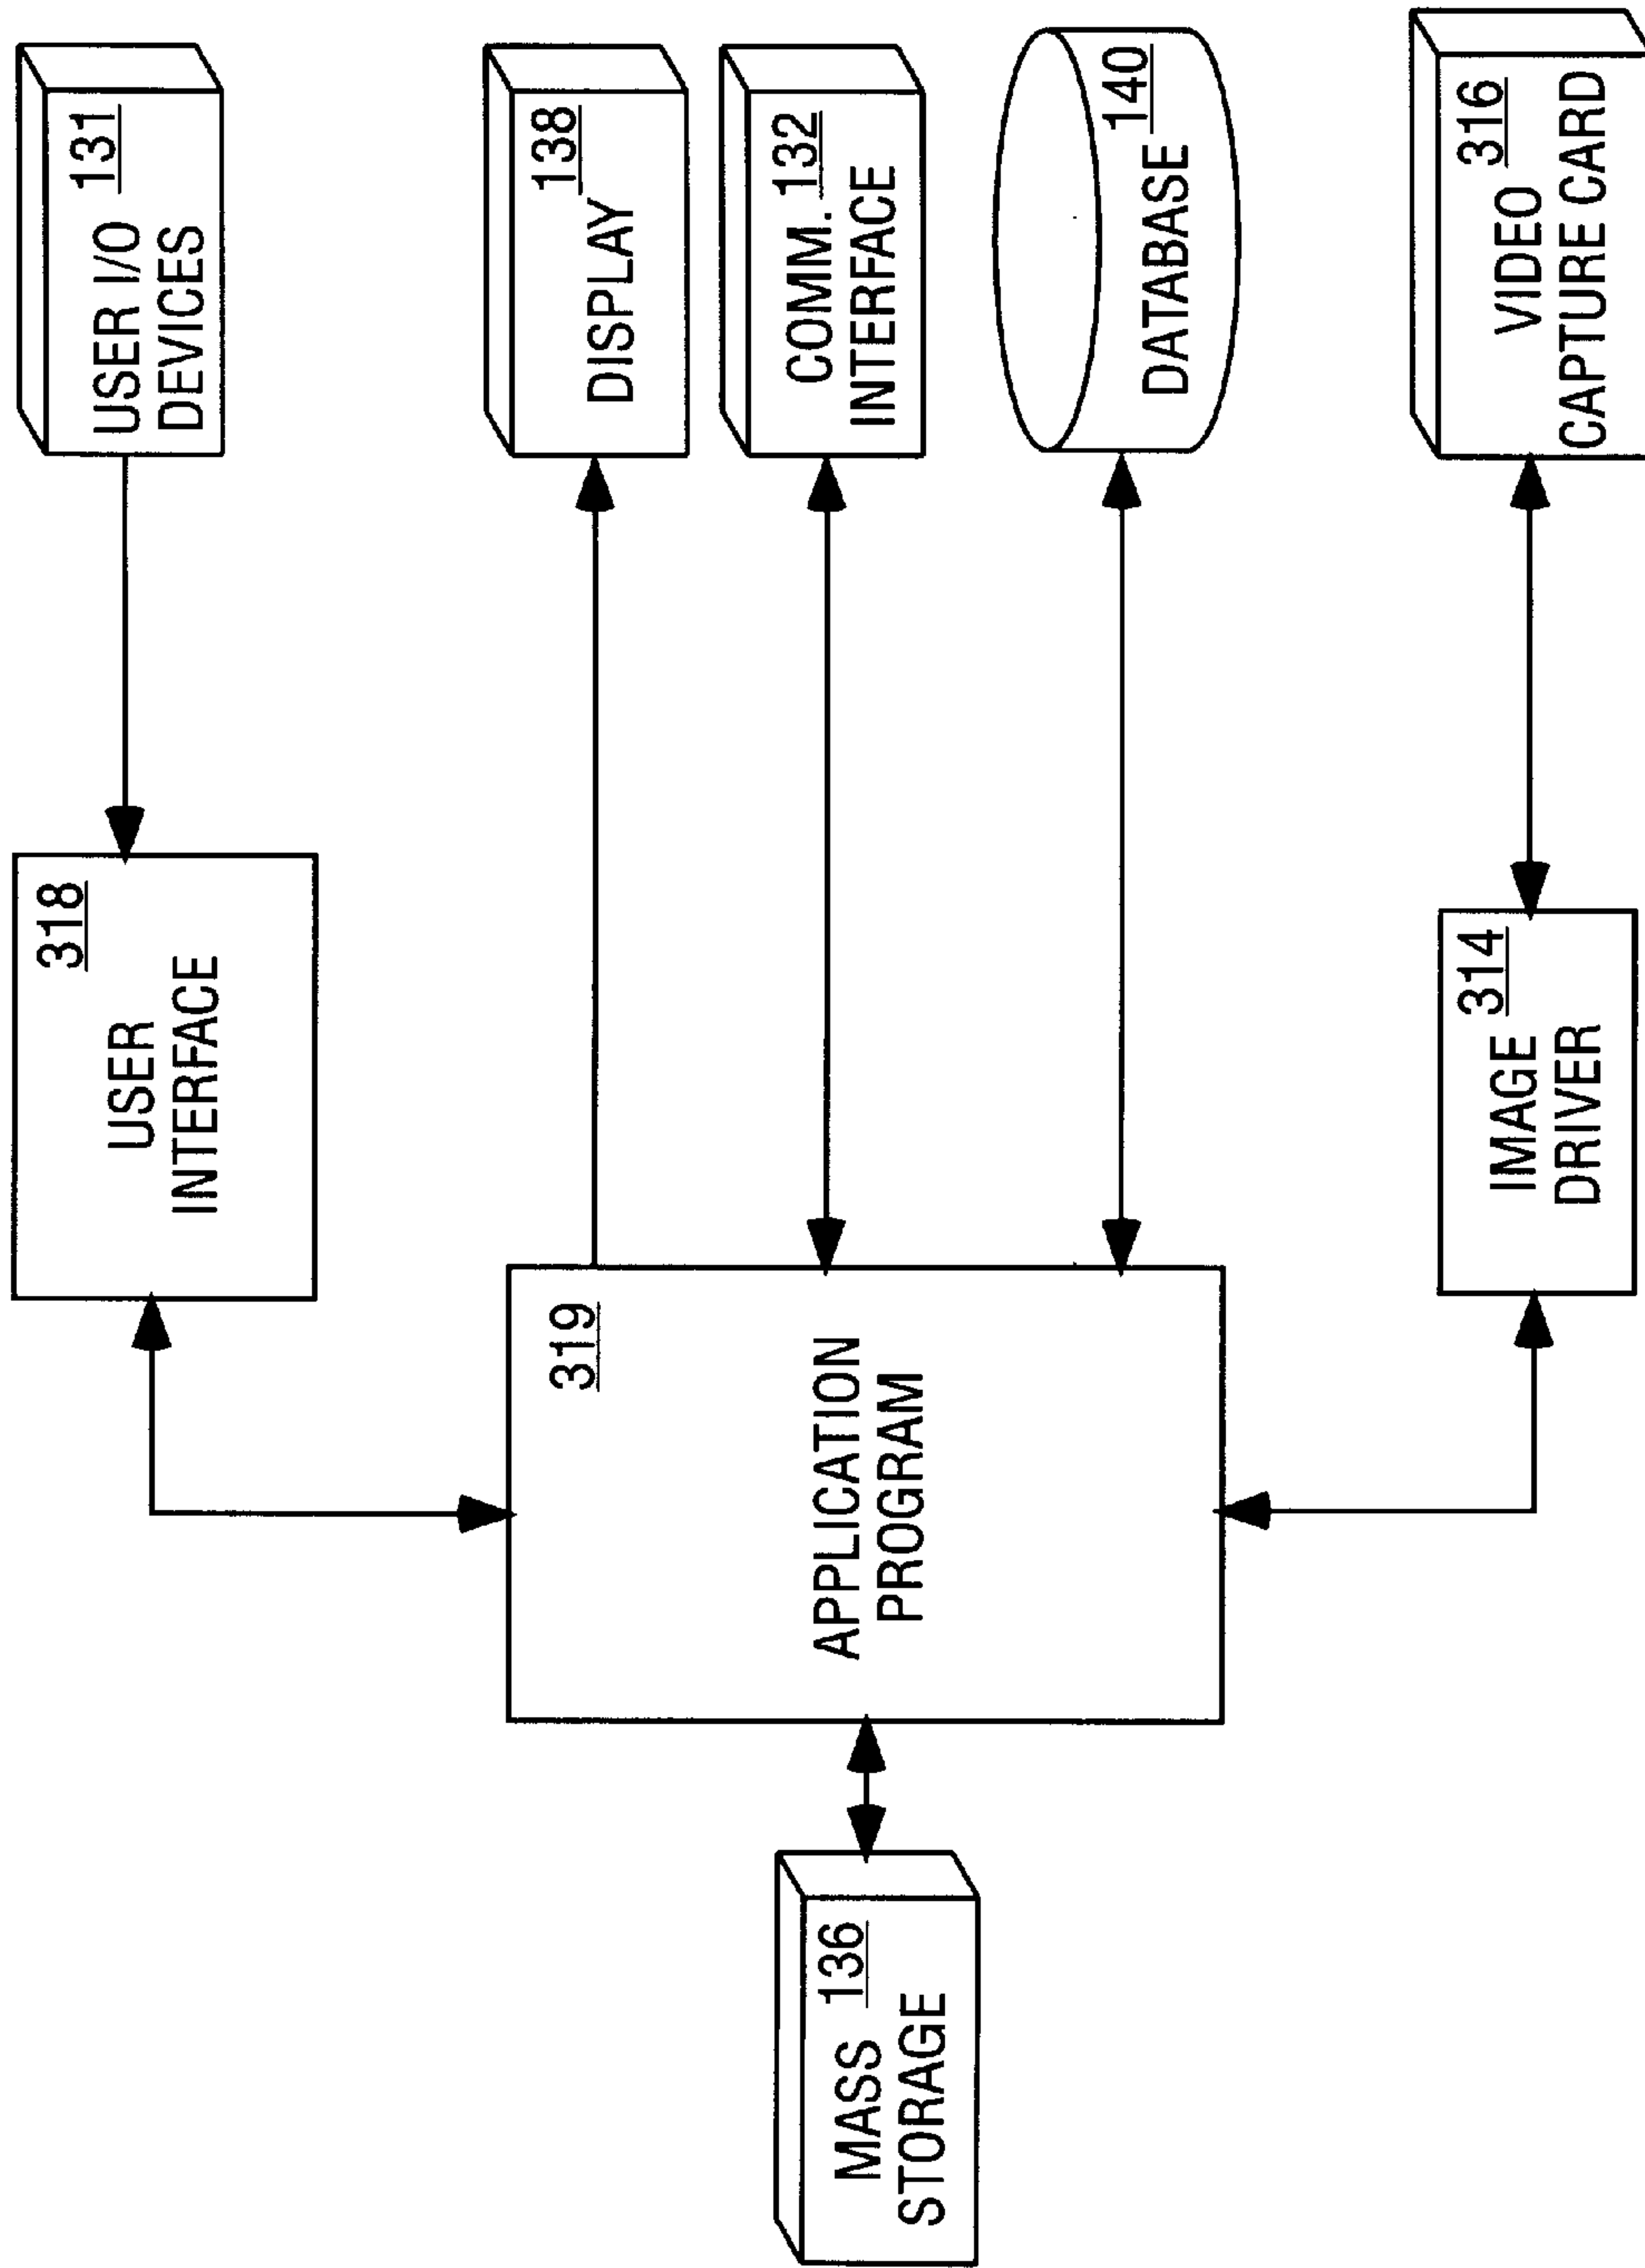 USER I/O 131
DEVICES
318
USER
INTERFACE
138
DISPLAY
COMM. 132
INTERFACE
319
APPLICATION
PROGRAM
MASS 136
STORAGE
140
DATABASE
IMAGE 314
DRIVER
VIDEO 316
CAPTURE CARD